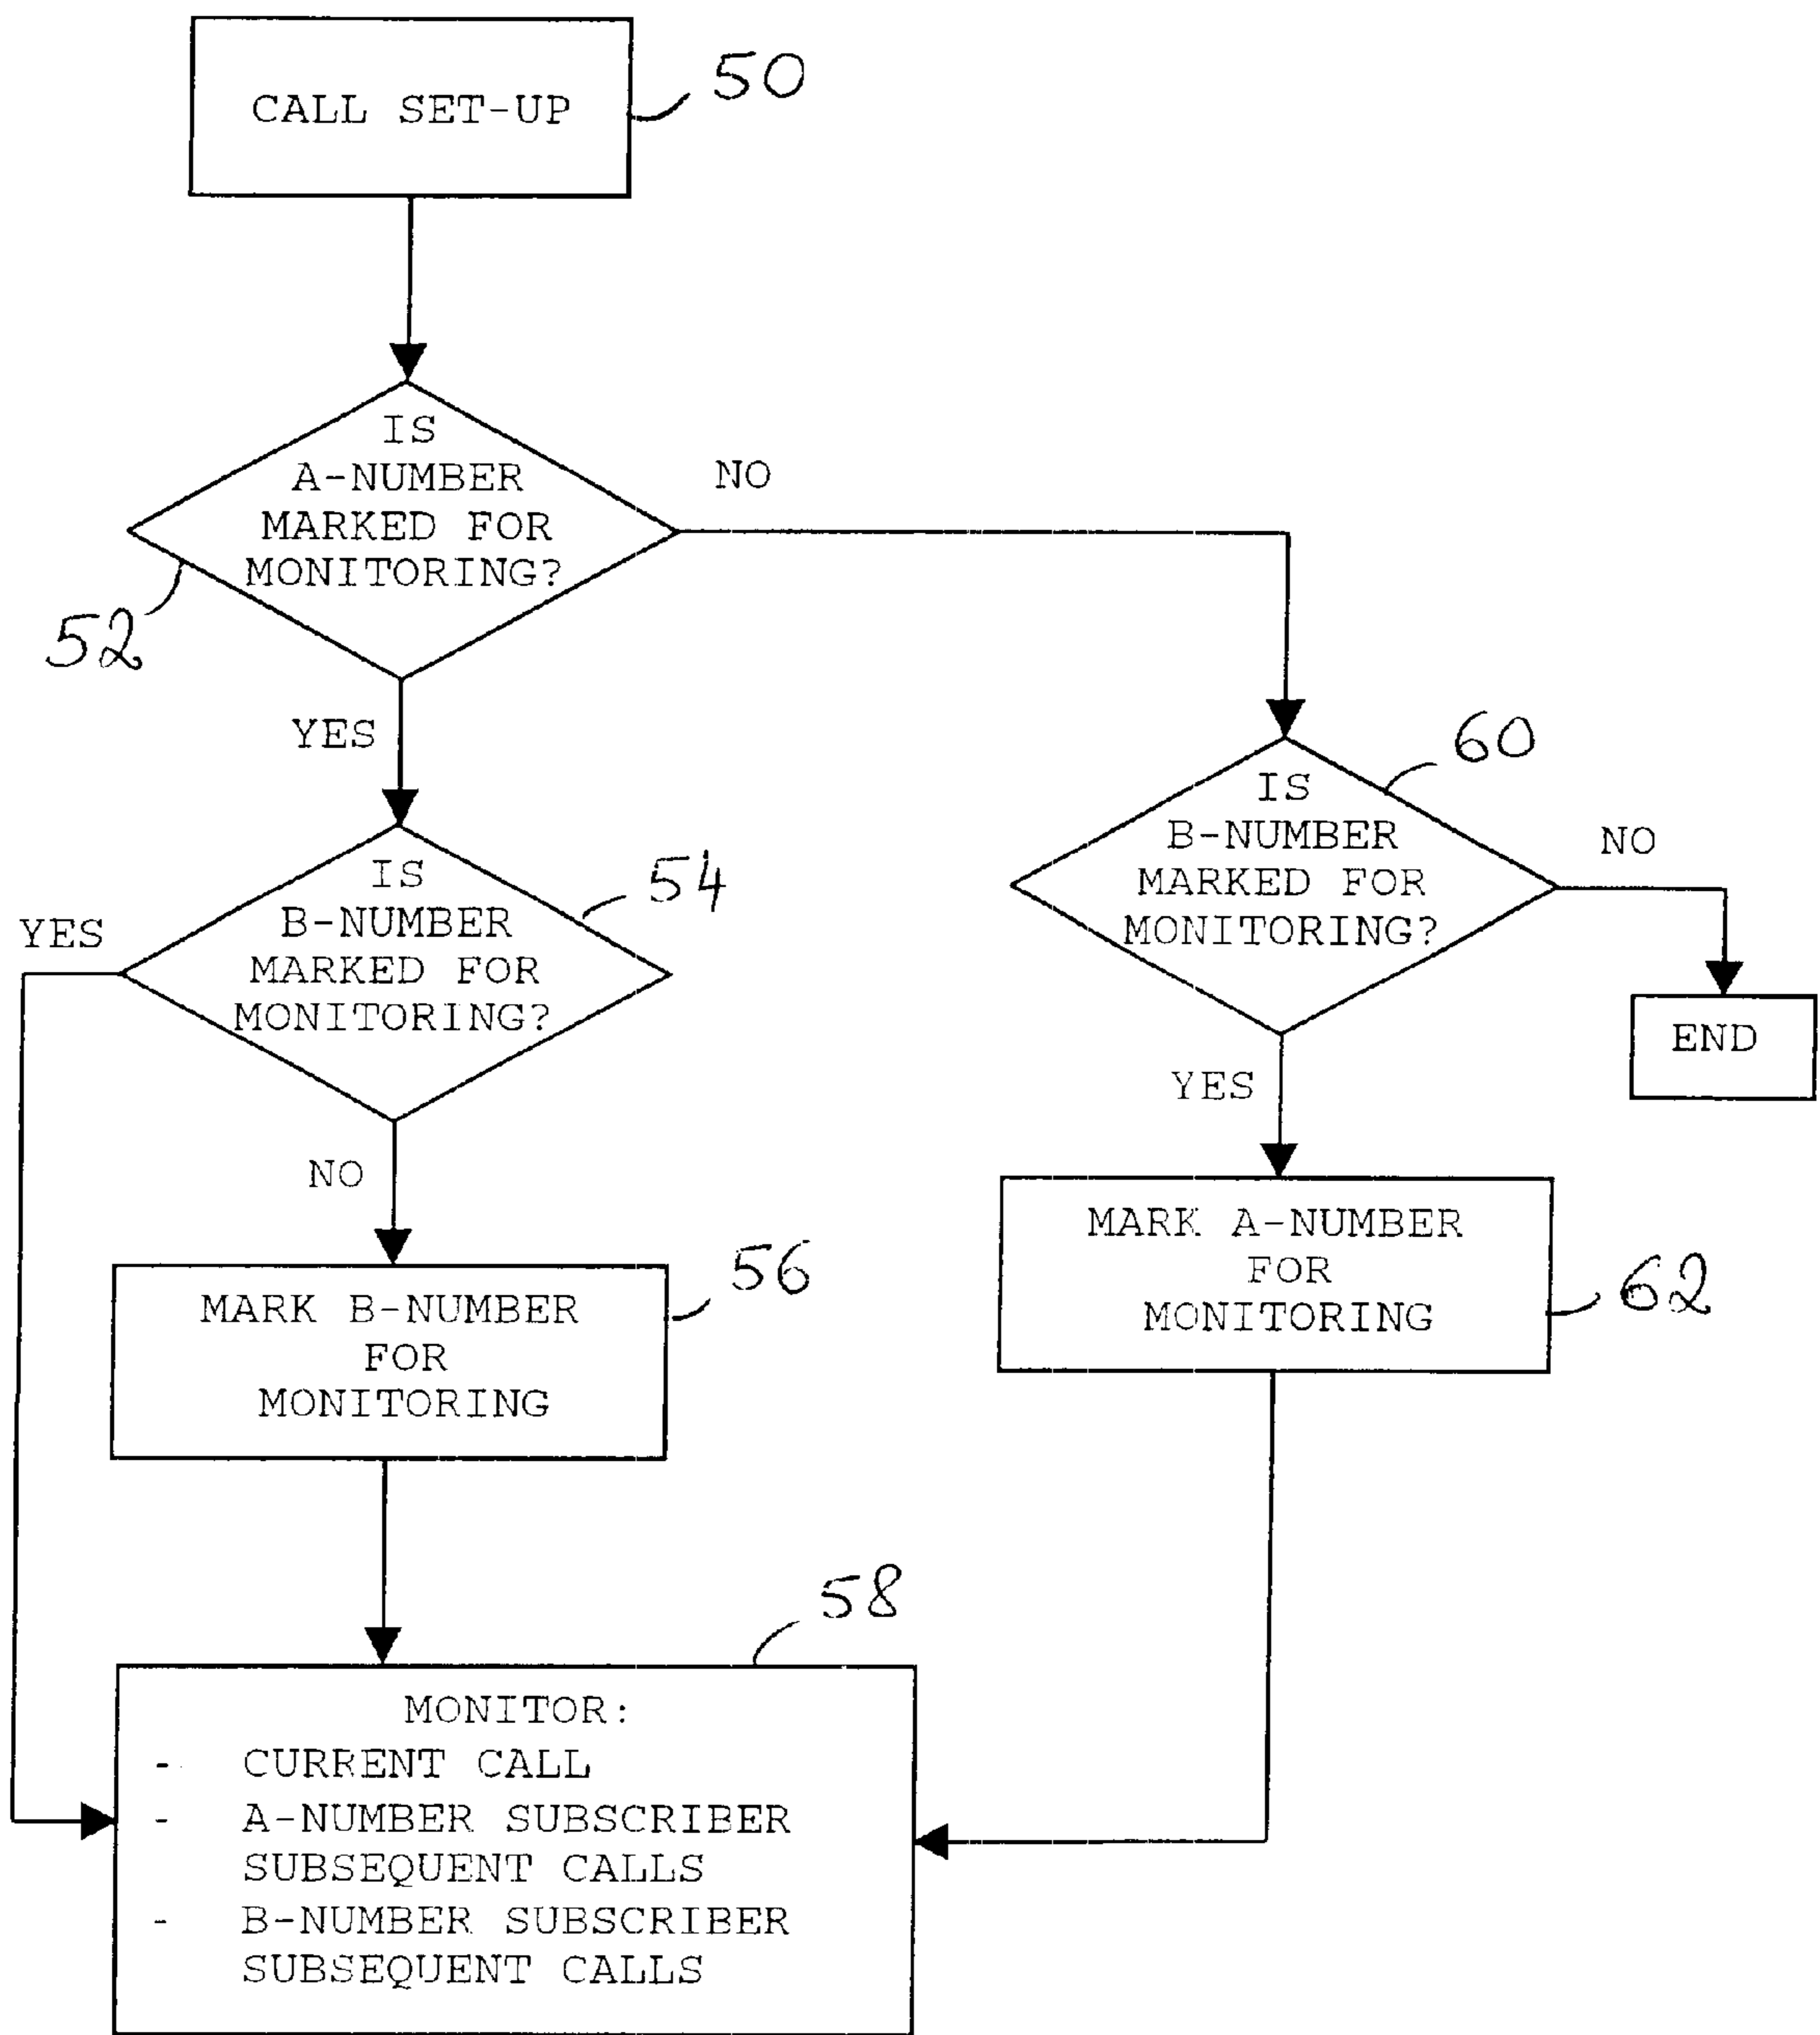 CALL SET-UP
50
IS
A-NUMBER
MARKED FOR
MONITORING?
NO
52
YES
60
IS
B-NUMBER
MARKED FOR
MONITORING?
NO
END
YES
54
IS
B-NUMBER
MARKED FOR
MONITORING?
YES
NO
MARK A-NUMBER
FOR
MONITORING
62
MARK B-NUMBER
FOR
MONITORING
56
58
MONITOR:
- CURRENT CALL
- A-NUMBER SUBSCRIBER
SUBSEQUENT CALLS
- B-NUMBER SUBSCRIBER
SUBSEQUENT CALLS